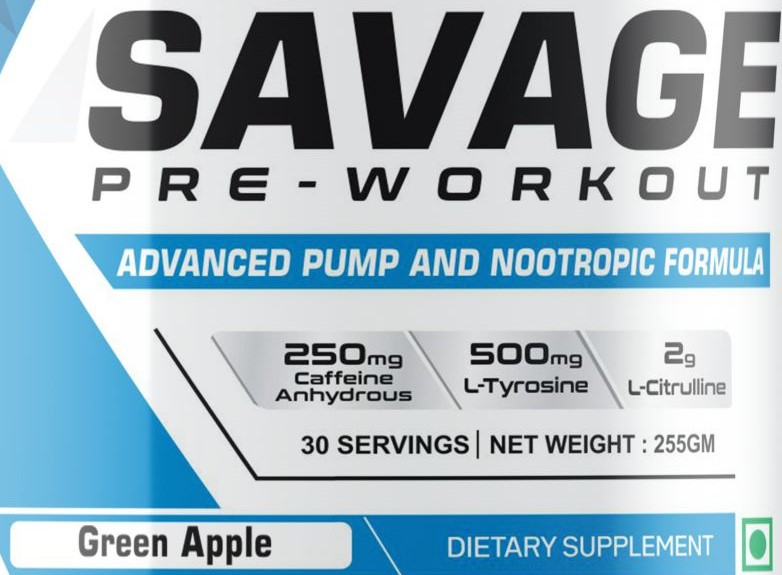 SAVAGE
PRE-WORKOUT
ADVANCED PUMP AND NOOTROPIC FORMULA
250mg Caffeine Anhydrous
500mg L-Tyrosine
2g L-Citrulline
30 SERVINGS | NET WEIGHT : 255GM
Green Apple
DIETARY SUPPLEMENT